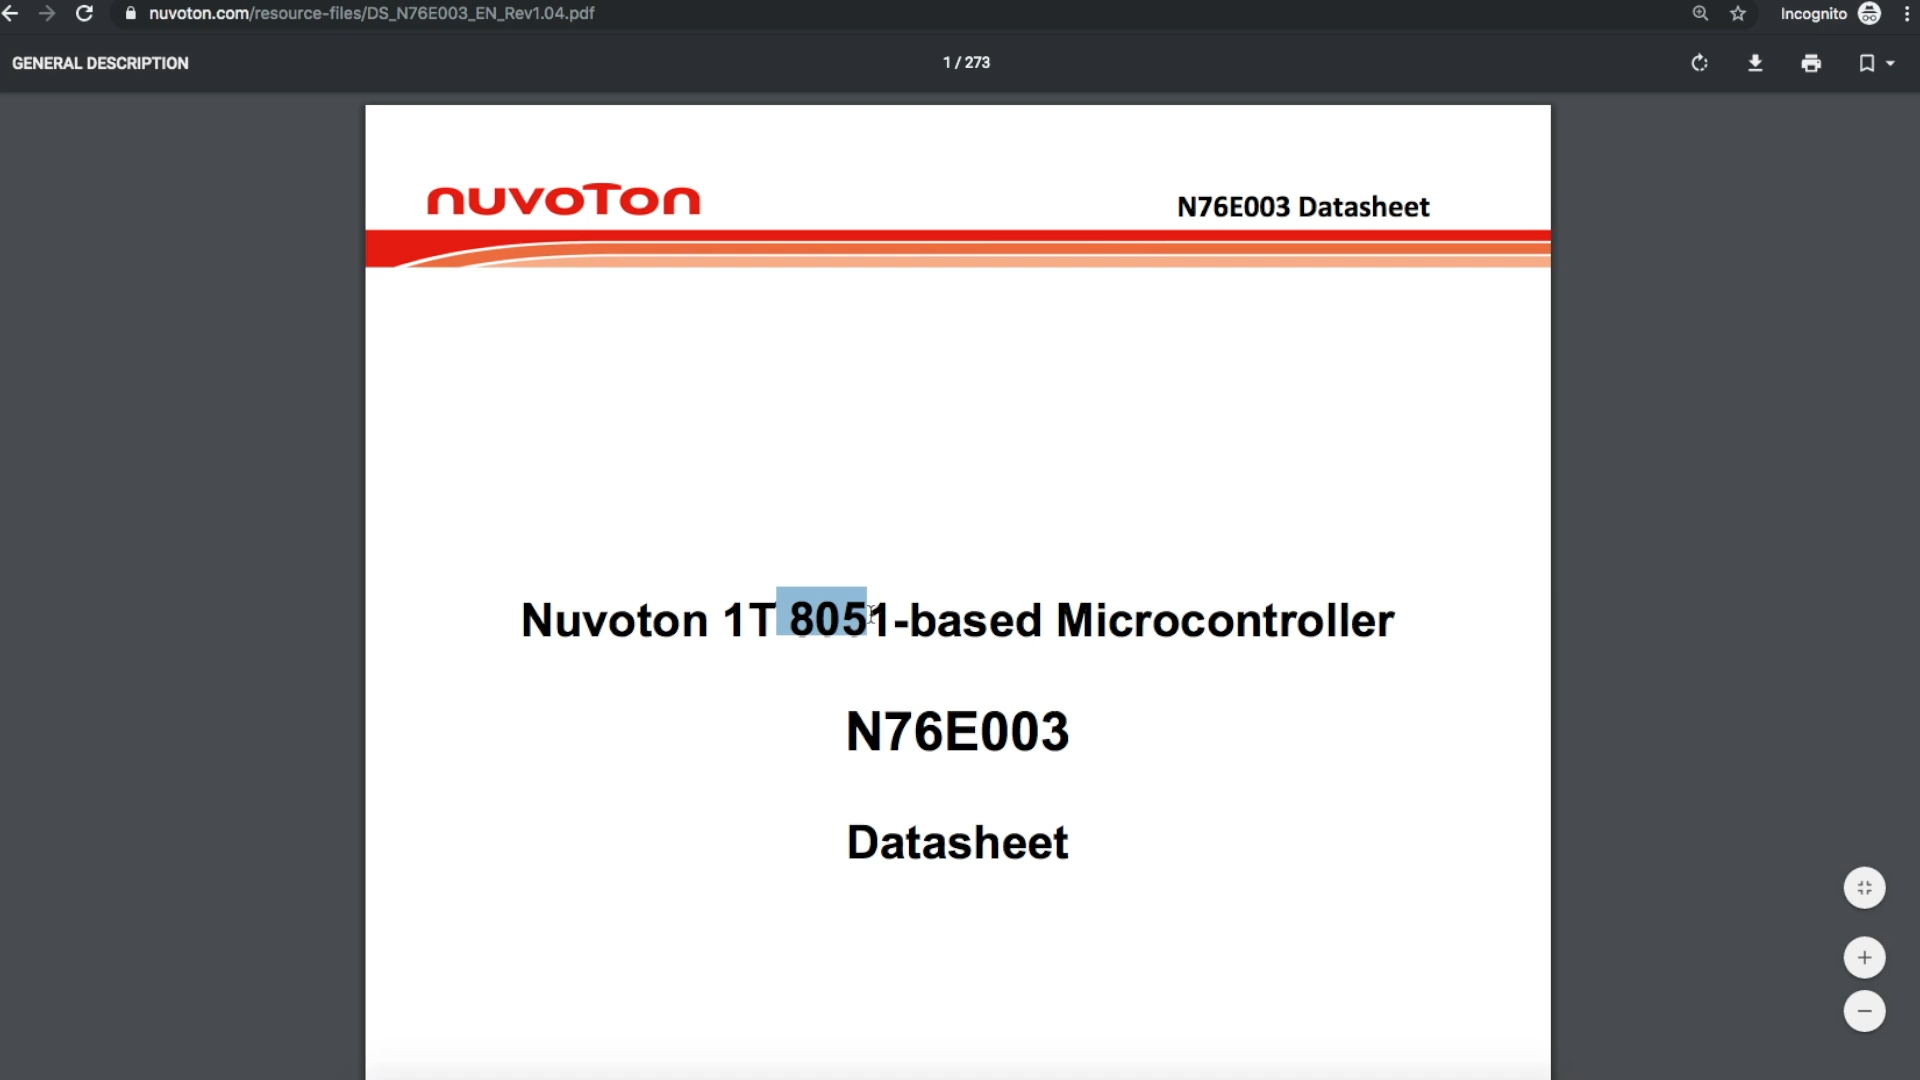 nuvoton.com/resource-files/DS_N76E003_EN_Rev1.04.pdf
Incognito
GENERAL DESCRIPTION
1 / 273
nuvoTon
N76E003 Datasheet
Nuvoton 1T 8051-based Microcontroller
N76E003
Datasheet